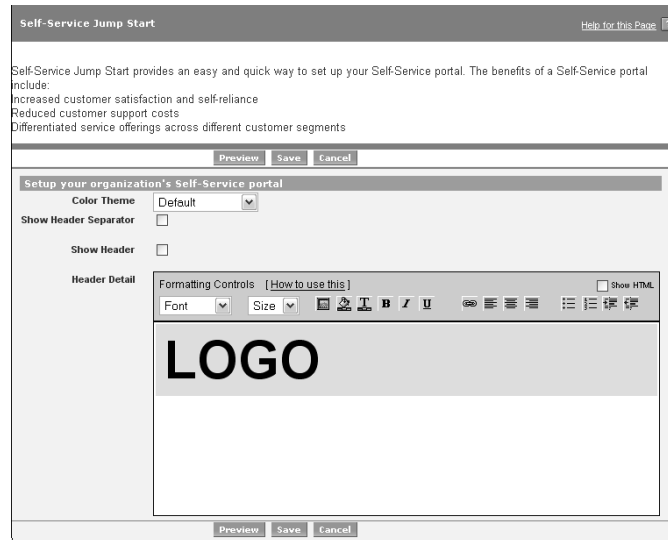 Self-Service Jump Start
Help for this Page ?
Self-Service Jump Start provides an easy and quick way to set up your Self-Service portal. The benefits of a Self-Service portal
include:
Increased customer satisfaction and self-reliance
Reduced customer support costs
Differentiated service offerings across different customer segments
Preview Save Cancel
Setup your organization's Self-Service portal
Color Theme Default
Show Header Separator
Show Header
Header Detail Formatting Controls [How to use this] Show HTML
Font Size T B I U
LOGO
Preview Save Cancel